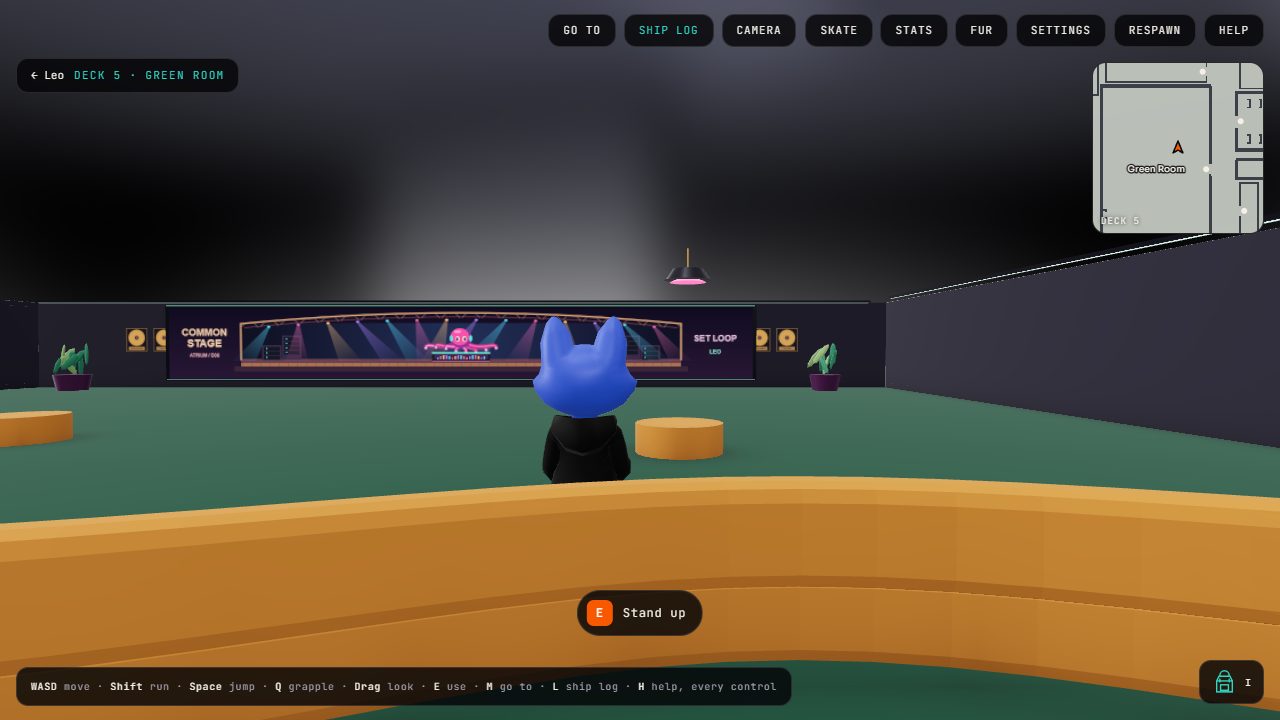 GO TO
SHIP LOG
CAMERA
SKATE
STATS
FUR
SETTINGS
RESPAWN
HELP
← Leo DECK 5 · GREEN ROOM
Green Room
DECK 5
COMMON
STAGE
ATRIUM / D06
SET LOOP
LEO
E Stand up
WASD move · Shift run · Space jump · Q grapple · Drag look · E use · M go to · L ship log · H help, every control
I